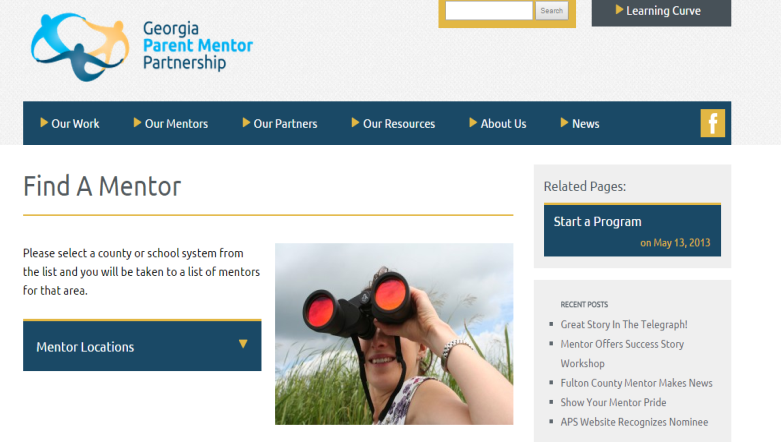 Georgia
Parent Mentor
Partnership
Search
Learning Curve
Our Work
Our Mentors
Our Partners
Our Resources
About Us
News
f
Find A Mentor
Please select a county or school system from
the list and you will be taken to a list of mentors
for that area.
Mentor Locations
Related Pages:
Start a Program
on May 13, 2013
RECENT POSTS
Great Story In The Telegraph!
Mentor Offers Success Story
Workshop
Fulton County Mentor Makes News
Show Your Mentor Pride
APS Website Recognizes Nominee